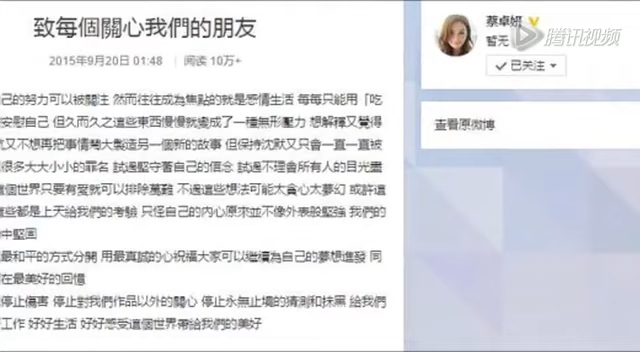 致每個關心我們的朋友
2015年9月20日 01:48 阅读 10万+
己的努力可以被關注 然而往往成為焦點的就是感情生活 每每只能用「吃
安慰自己 但久而久之這些東西慢慢就變成了一種無形壓力 想解釋又覺得
又不想再把事情鬧大製造另一個新的故事 但保持沈默又只會一直一直被
很多大大小小的罪名 試過堅守著自己的信念 試過不理會所有人的目光盡
這個世界只要有愛就可以排除萬難 不過這些想法可能太貪心太夢幻 或許這
些都是上天給我們的考驗 只怪自己的內心原來並不像外表般堅強 我們的
中堅固
最和平的方式分開 用最真誠的心祝福大家可以繼續為自己的夢想進發 同
在最美好的回憶
停止傷害 停止對我們作品以外的關心 停止永無止境的猜測和抹黑 給我們
工作 好好生活 好好感受這個世界帶給我們的美好
蔡卓妍
暂无
腾讯视频
已关注
查看原微博